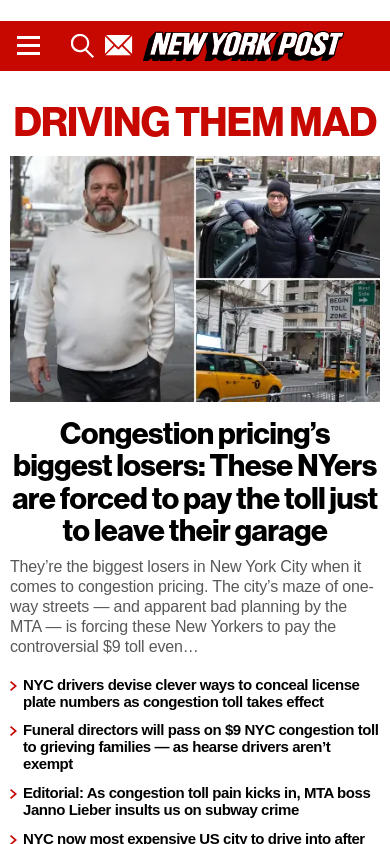 NEW YORK POST
DRIVING THEM MAD
West
Side
BEGIN
TOLL
ZONE
Congestion pricing’s
biggest losers: These NYers
are forced to pay the toll just
to leave their garage
They’re the biggest losers in New York City when it
comes to congestion pricing. The city’s maze of one-
way streets — and apparent bad planning by the
MTA — is forcing these New Yorkers to pay the
controversial $9 toll even…
NYC drivers devise clever ways to conceal license
plate numbers as congestion toll takes effect
Funeral directors will pass on $9 NYC congestion toll
to grieving families — as hearse drivers aren’t
exempt
Editorial: As congestion toll pain kicks in, MTA boss
Janno Lieber insults us on subway crime
NYC now most expensive US city to drive into after